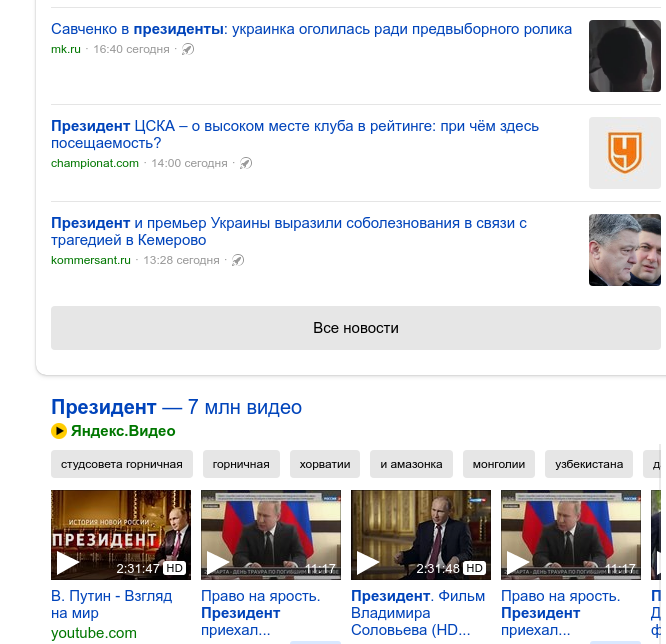 Савченко в президенты: украинка оголилась ради предвыборного ролика
mk.ru · 16:40 сегодня ·
Президент ЦСКА – о высоком месте клуба в рейтинге: при чём здесь
посещаемость?
championat.com · 14:00 сегодня ·
Президент и премьер Украины выразили соболезнования в связи с
трагедией в Кемерово
kommersant.ru · 13:28 сегодня ·
Все новости
Президент — 7 млн видео
Яндекс.Видео
студсовета горничная горничная хорватии и амазонка монголии узбекистана д
ИСТОРИЯ НОВОЙ РОССИИ
ПРЕЗИДЕНТ
2:31:47 HD
11:17
2:31:48 HD
11:17
В. Путин - Взгляд
на мир
youtube.com
Право на ярость.
Президент
приехал...
Президент. Фильм
Владимира
Соловьева (HD...
Право на ярость.
Президент
приехал...